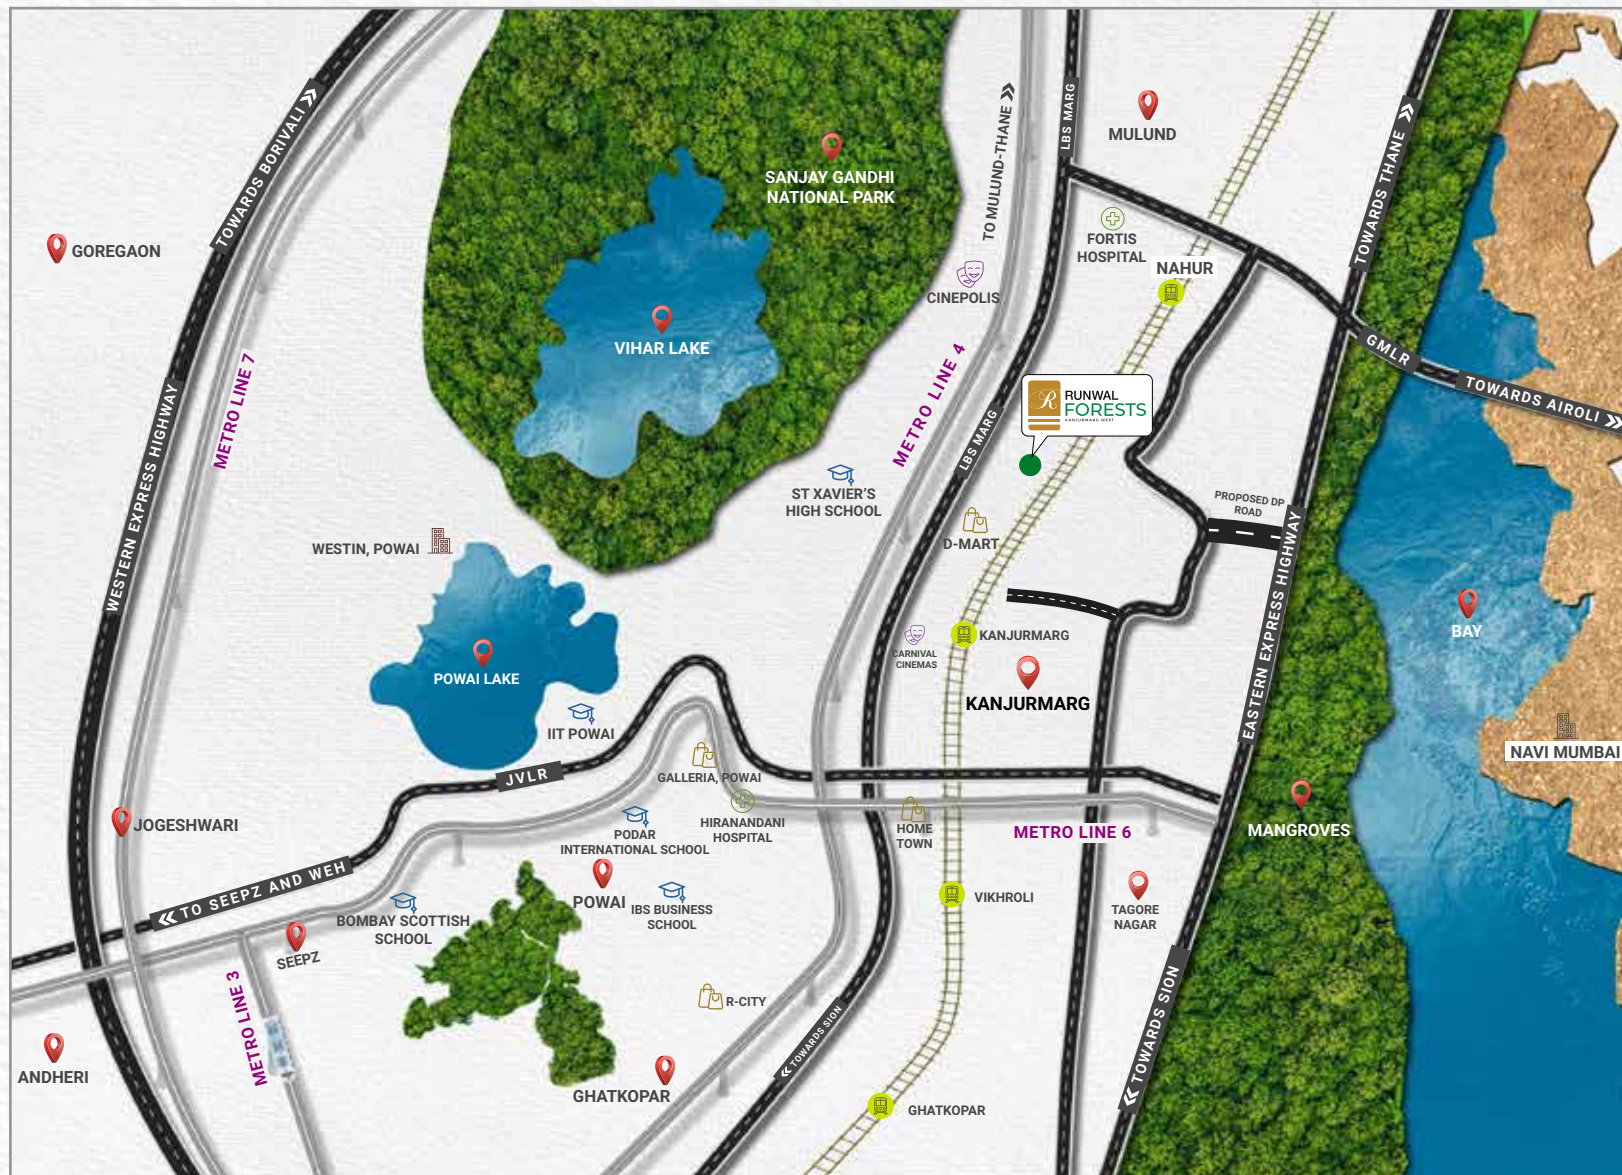 TOWARDS BORIVALI
LBS MARG
MULUND
TO MULUND-THANE
TOWARDS THANE
SANJAY GANDHI
NATIONAL PARK
GOREGAON
FORTIS
HOSPITAL
NAHUR
CINEPOLIS
VIHAR LAKE
GMLR
TOWARDS AIROLI
METRO LINE 7
METRO LINE 4
R
RUNWAL
FORESTS
KANJURMARG WEST
LBS MARG
WESTERN EXPRESS HIGHWAY
ST XAVIER'S
HIGH SCHOOL
PROPOSED DP
ROAD
WESTIN, POWAI
D-MART
EASTERN EXPRESS HIGHWAY
BAY
KANJURMARG
CARNIVAL
CINEMAS
POWAI LAKE
KANJURMARG
IIT POWAI
NAVI MUMBAI
JVLR
GALLERIA, POWAI
JOGESHWARI
PODAR
INTERNATIONAL SCHOOL
HIRANANDANI
HOSPITAL
HOME
TOWN
METRO LINE 6
MANGROVES
TO SEEPZ AND WEH
POWAI
IBS BUSINESS
SCHOOL
VIKHROLI
TAGORE
NAGAR
BOMBAY SCOTTISH
SCHOOL
SEEPZ
METRO LINE 3
R-CITY
TOWARDS SION
TOWARDS SION
ANDHERI
GHATKOPAR
GHATKOPAR